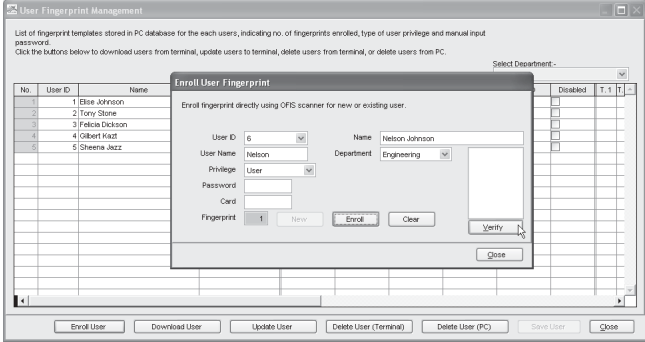 User Fingerprint Management
List of fingerprint templates stored in PC database for the each users, indicating no. of fingerprints enrolled, type of user privilege and manual input
password.
Click the buttons below to download users from terminal, update users to terminal, delete users from terminal, or delete users from PC.
Select Department:-
No. User ID Name Disabled T. 1 T.
1 1 Elise Johnson
2 2 Tony Stone
3 3 Felicia Dickson
4 4 Gilbert Kazt
5 5 Sheena Jazz
Enroll User Fingerprint
Enroll fingerprint directly using OFIS scanner for new or existing user.
User ID 6 Name Nelson Johnson
User Name Nelson Department Engineering
Privilege User
Password
Card
Fingerprint 1 New Enroll Clear
Verify
Close
Enroll User Download User Update User Delete User (Terminal) Delete User (PC) Save User Close